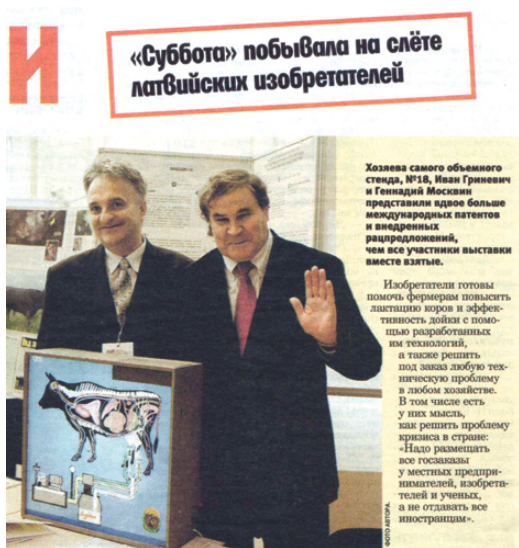 И
«Суббота» побывала на слёте
латвийских изобретателей
Хозяева самого объемного
стенда, №18, Иван Гриневич
и Геннадий Москвин
представили вдвое больше
международных патентов
и внедренных
рацпредложений,
чем все участники выставки
вместе взятые.
Изобретатели готовы
помочь фермерам повысить
лактацию коров и эффек-
тивность дойки с помо-
щью разработанных
им технологий,
а также решить
под заказ любую тех-
ническую проблему
в любом хозяйстве.
В том числе есть
у них мысль,
как решить проблему
кризиса в стране:
«Надо размещать
все госзаказы
у местных предпри-
нимателей, изобрета-
телей и ученых,
а не отдавать все
иностранцам».
ФОТО АВТОРА.